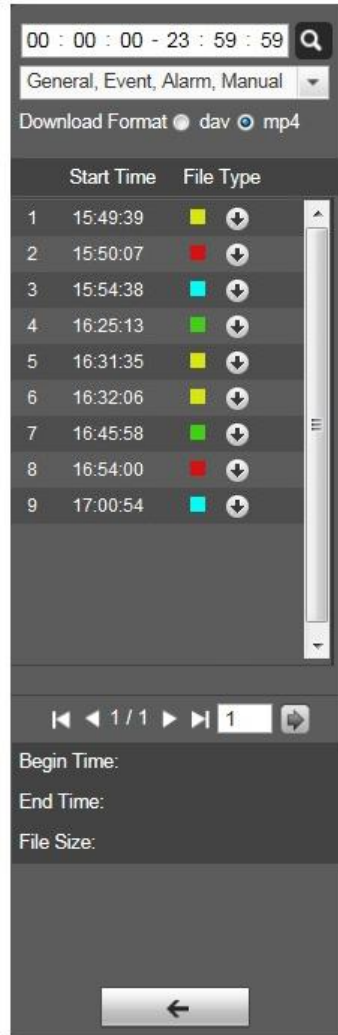 00 : 00 : 00 - 23 : 59 : 59
General, Event, Alarm, Manual
Download Format dav mp4
Start Time File Type
1 15:49:39
2 15:50:07
3 15:54:38
4 16:25:13
5 16:31:35
6 16:32:06
7 16:45:58
8 16:54:00
9 17:00:54
1 / 1 1
Begin Time:
End Time:
File Size: